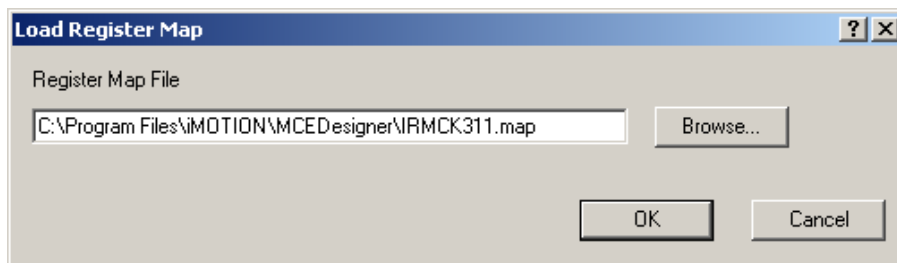 Load Register Map
Register Map File
C:\Program Files\iMOTION\MCEDesigner\IRMCK311.map
Browse...
OK
Cancel